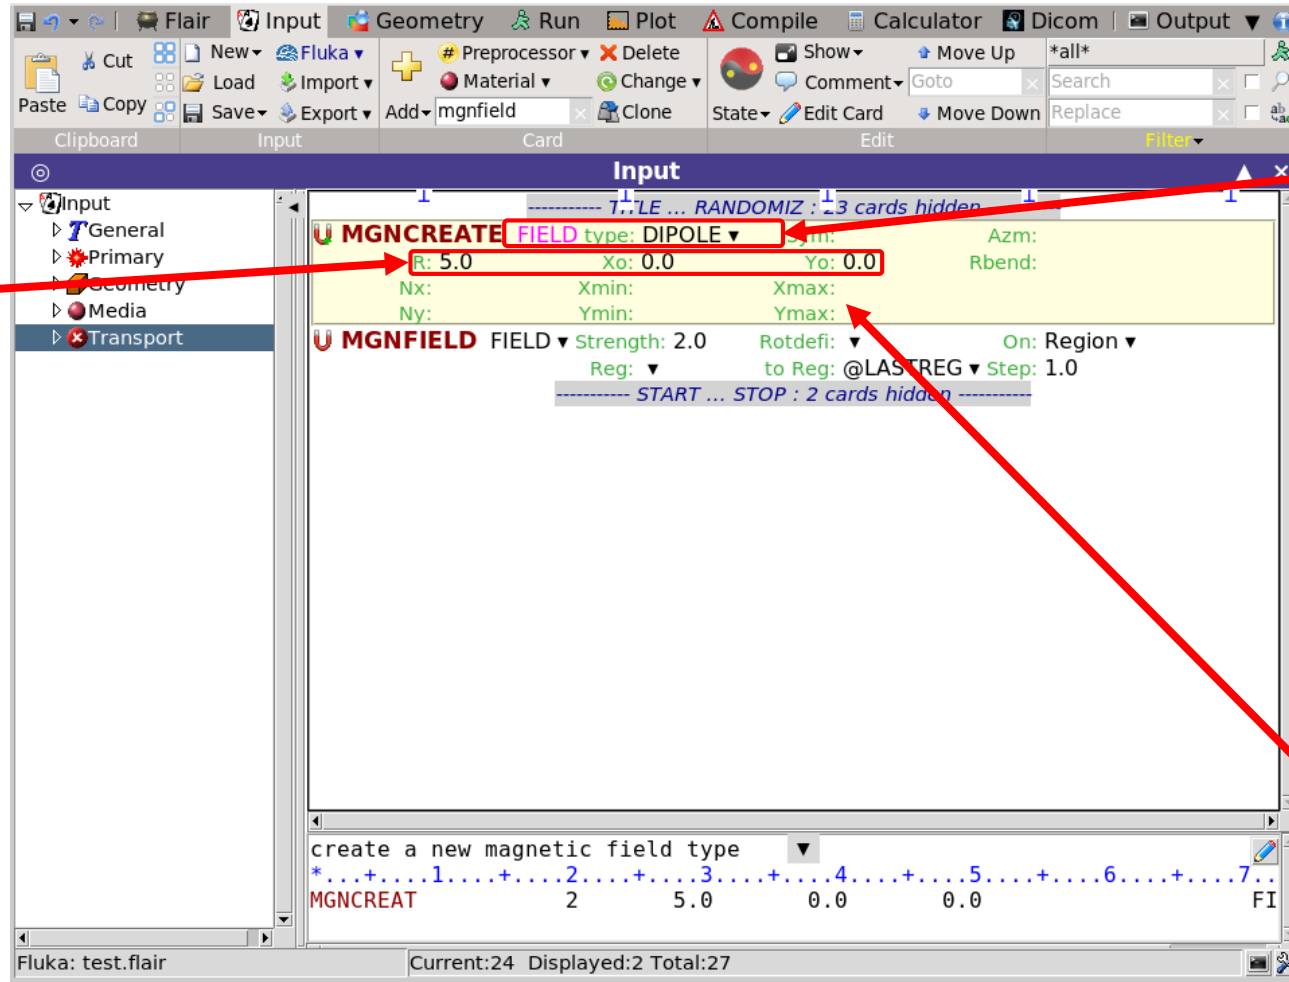 Flair Input Geometry Run Plot Compile Calculator Dicom Output
Cut New Fluka # Preprocessor Delete Show Move Up *all*
Load Import Material Change Comment Goto Search
Paste Copy Save Export Add mgnfield Clone State Edit Card Move Down Replace
Clipboard Input Card Edit Filter
Input
Input
General
Primary
Geometry
Media
Transport
---------- TITLE ... RANDOMIZ : 23 cards hidden
MGNCREATE FIELD type: DIPOLE Sym: Azm:
R: 5.0 Xo: 0.0 Yo: 0.0 Rbend:
Nx: Xmin: Xmax:
Ny: Ymin: Ymax:
MGNFIELD FIELD Strength: 2.0 Rotdefi: On: Region
Reg: to Reg: @LASTREG Step: 1.0
----------- START ... STOP : 2 cards hidden -----------
create a new magnetic field type
*...+....1....+....2....+....3....+....4....+....5....+....6....+....7..
MGNCREAT 2 5.0 0.0 0.0 FI
Fluka: test.flair Current:24 Displayed:2 Total:27